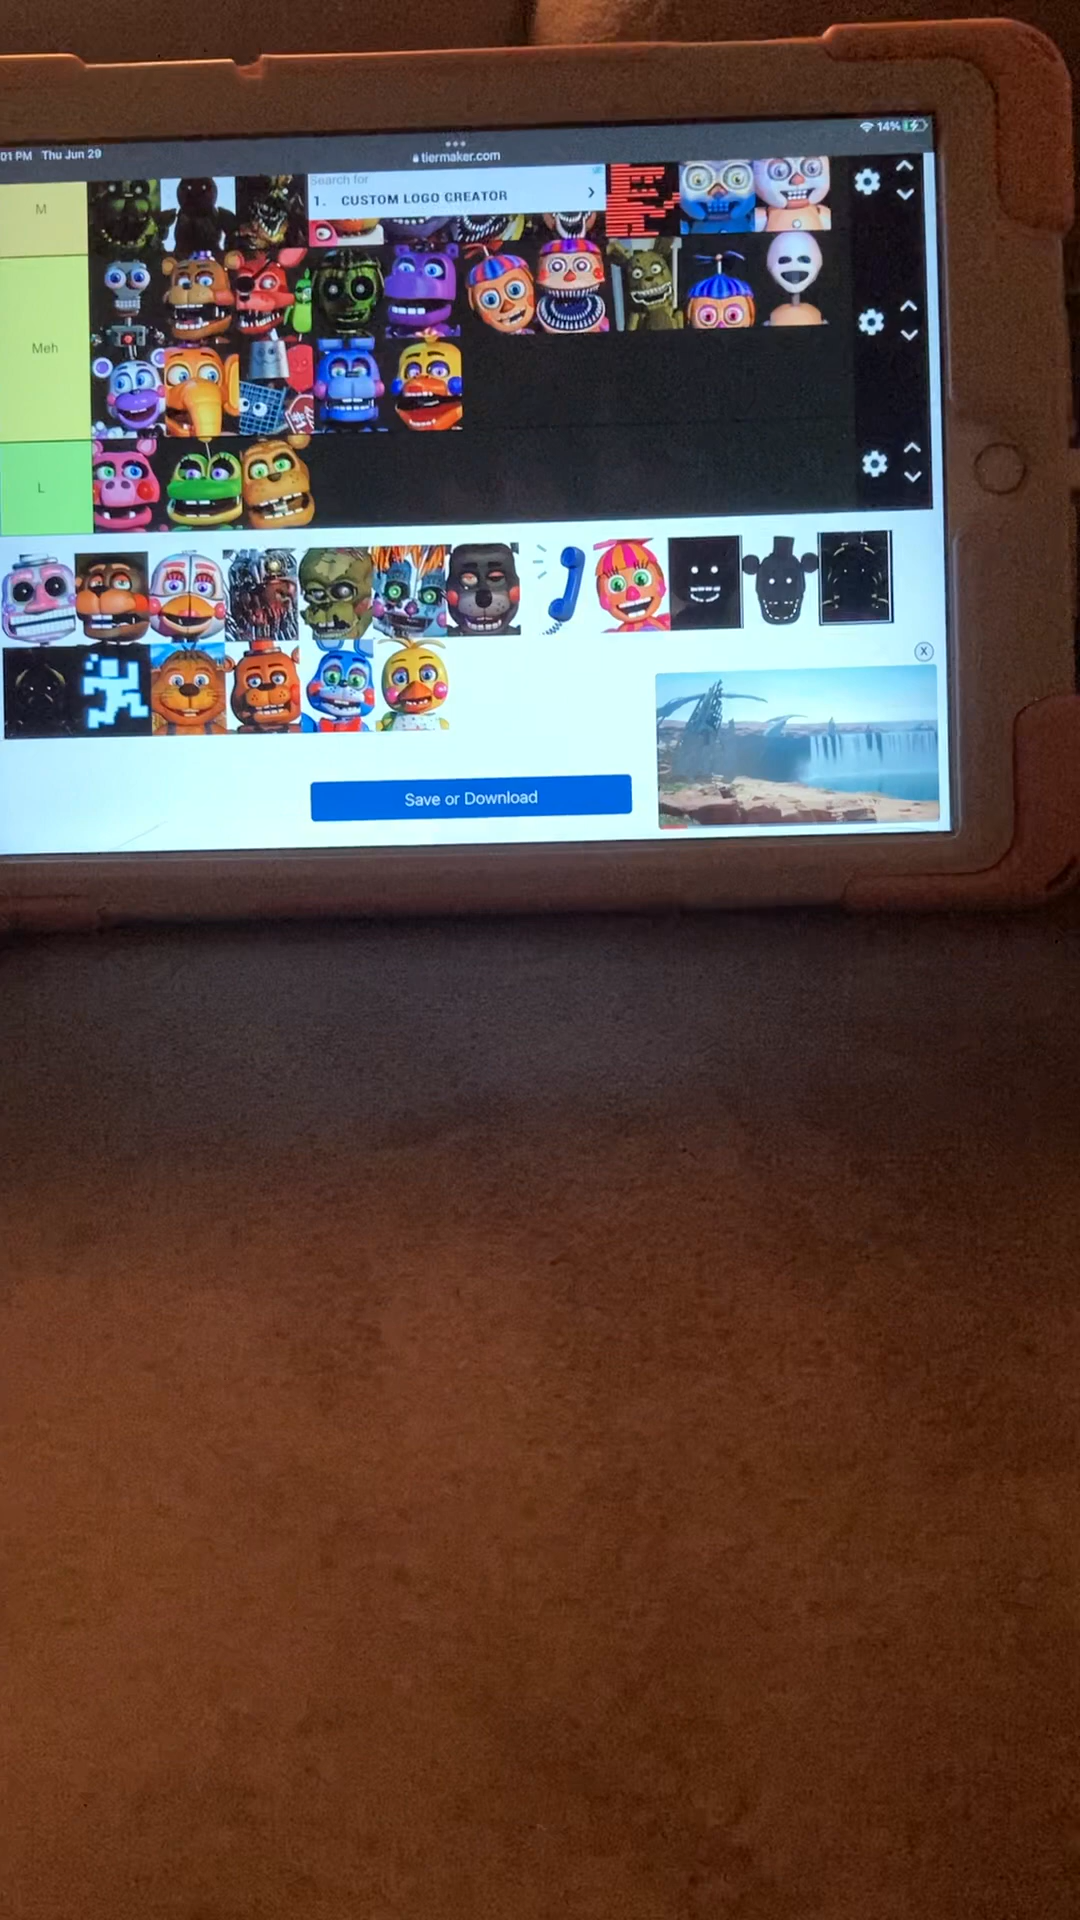 01 PM Thu Jun 29
14%
tiermaker.com
Search for
1. CUSTOM LOGO CREATOR
M
Meh
L
X
Save or Download